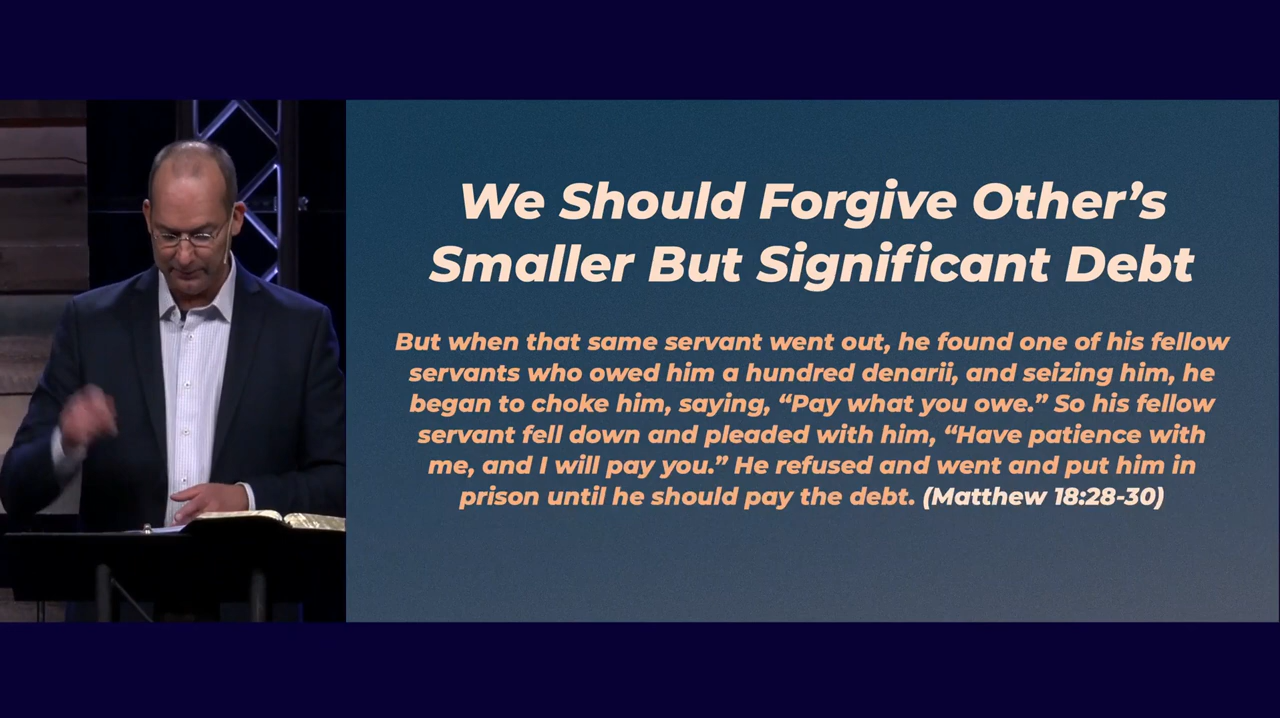 We Should Forgive Other’s
Smaller But Significant Debt
But when that same servant went out, he found one of his fellow
servants who owed him a hundred denarii, and seizing him, he
began to choke him, saying, “Pay what you owe.” So his fellow
servant fell down and pleaded with him, “Have patience with
me, and I will pay you.” He refused and went and put him in
prison until he should pay the debt. (Matthew 18:28-30)